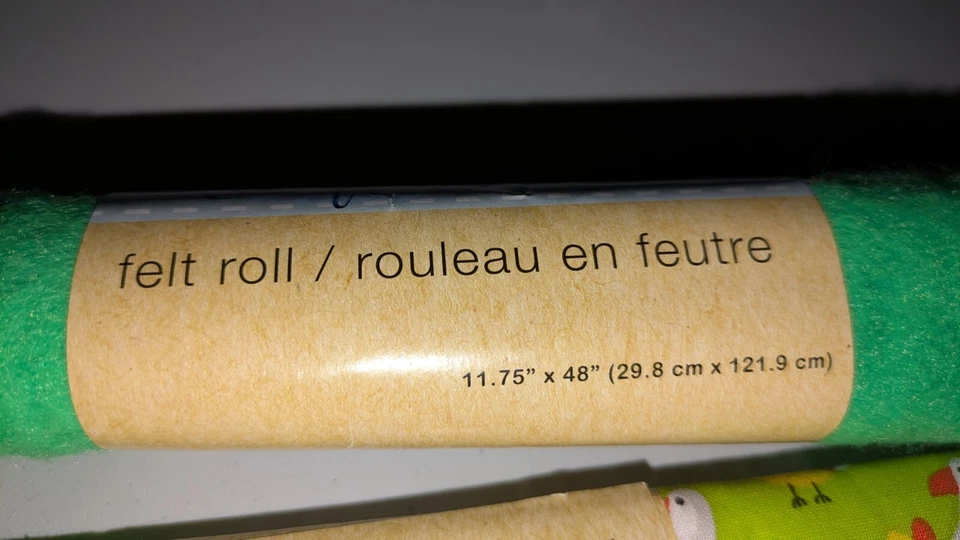 felt roll / rouleau en feutre
11.75” x 48” (29.8 cm x 121.9 cm)